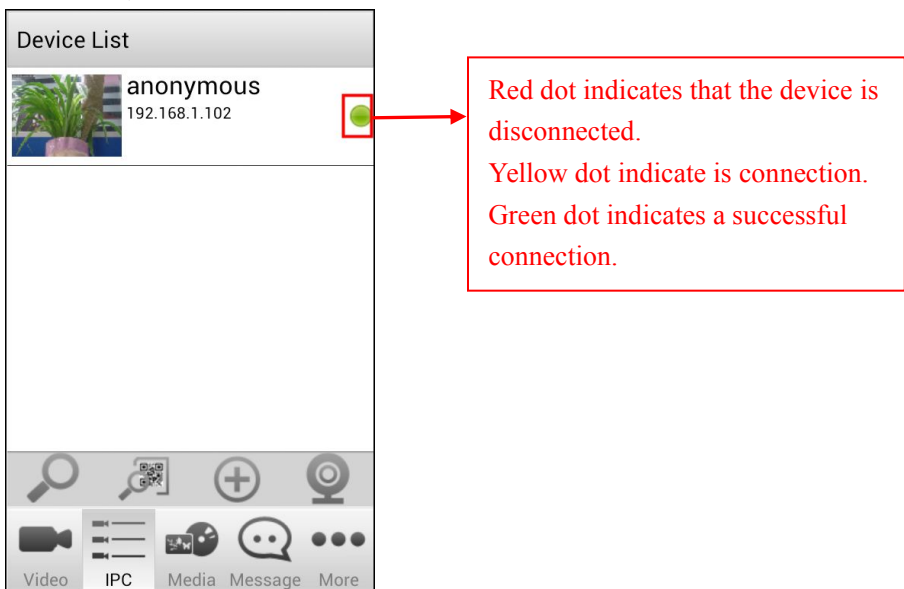 Device List
anonymous
192.168.1.102
Red dot indicates that the device is
disconnected.
Yellow dot indicate is connection.
Green dot indicates a successful
connection.
Video IPC Media Message More